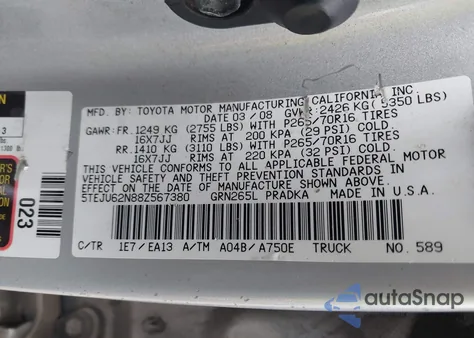 MFD. BY: TOYOTA MOTOR MANUFACTURING CALIFORNIA INC.
DATE 03 / 08 GVWR: 2426 KG ( 5350 LBS)
GAWR: FR. 1249 KG (2755 LBS) WITH P265/70R16 TIRES
16X7JJ RIMS AT 200 KPA (29 PSI) COLD.
RR. 1410 KG (3110 LBS) WITH P265/70R16 TIRES
16X7JJ RIMS AT 220 KPA (32 PSI) COLD.
THIS VEHICLE CONFORMS TO ALL APPLICABLE FEDERAL MOTOR
VEHICLE SAFETY AND THEFT PREVENTION STANDARDS IN
EFFECT ON THE DATE OF MANUFACTURE SHOWN ABOVE.
5TEJU62N88Z567380 GRN265L PRADKA MADE IN U.S.A.
C/TR 1E7/EA13 A/TM A04B/A750E TRUCK NO. 589
023
autoSnap